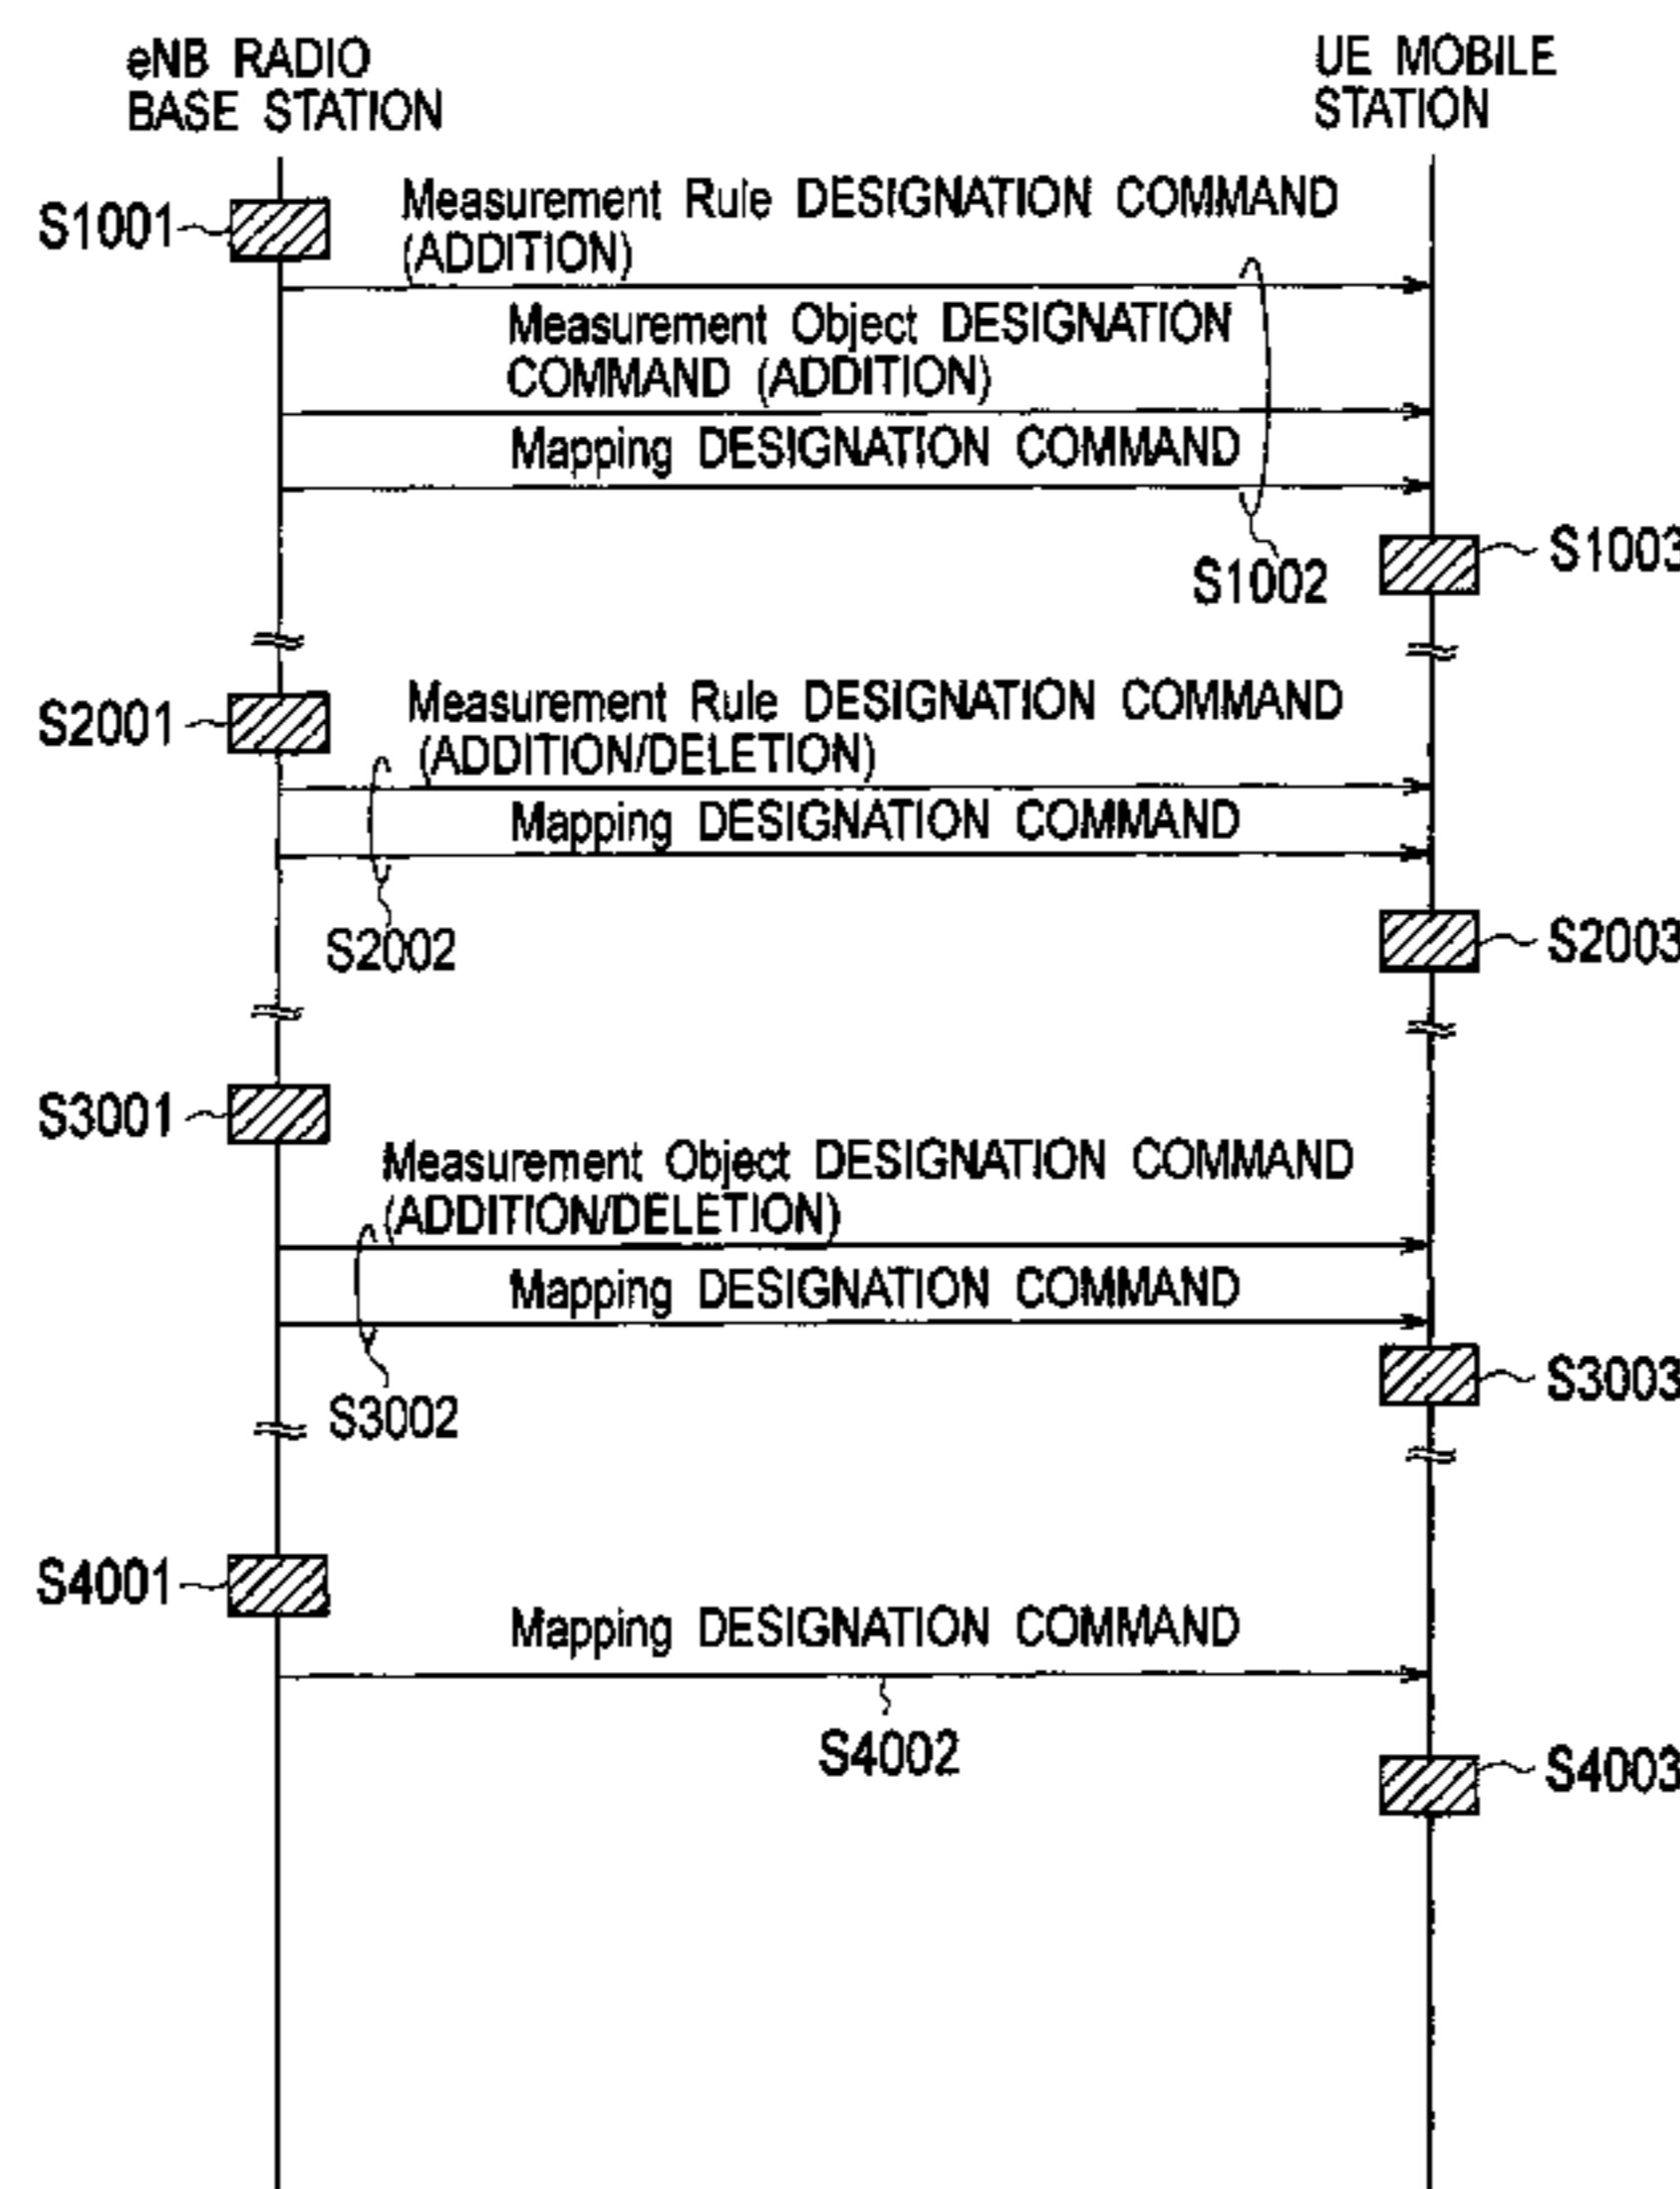 eNB RADIO
BASE STATION
UE MOBILE
STATION
S1001
Measurement Rule DESIGNATION COMMAND
(ADDITION)
Measurement Object DESIGNATION
COMMAND (ADDITION)
Mapping DESIGNATION COMMAND
S1002
S1003
S2001
Measurement Rule DESIGNATION COMMAND
(ADDITION/DELETION)
Mapping DESIGNATION COMMAND
S2002
S2003
S3001
Measurement Object DESIGNATION COMMAND
(ADDITION/DELETION)
Mapping DESIGNATION COMMAND
S3002
S3003
S4001
Mapping DESIGNATION COMMAND
S4002
S4003